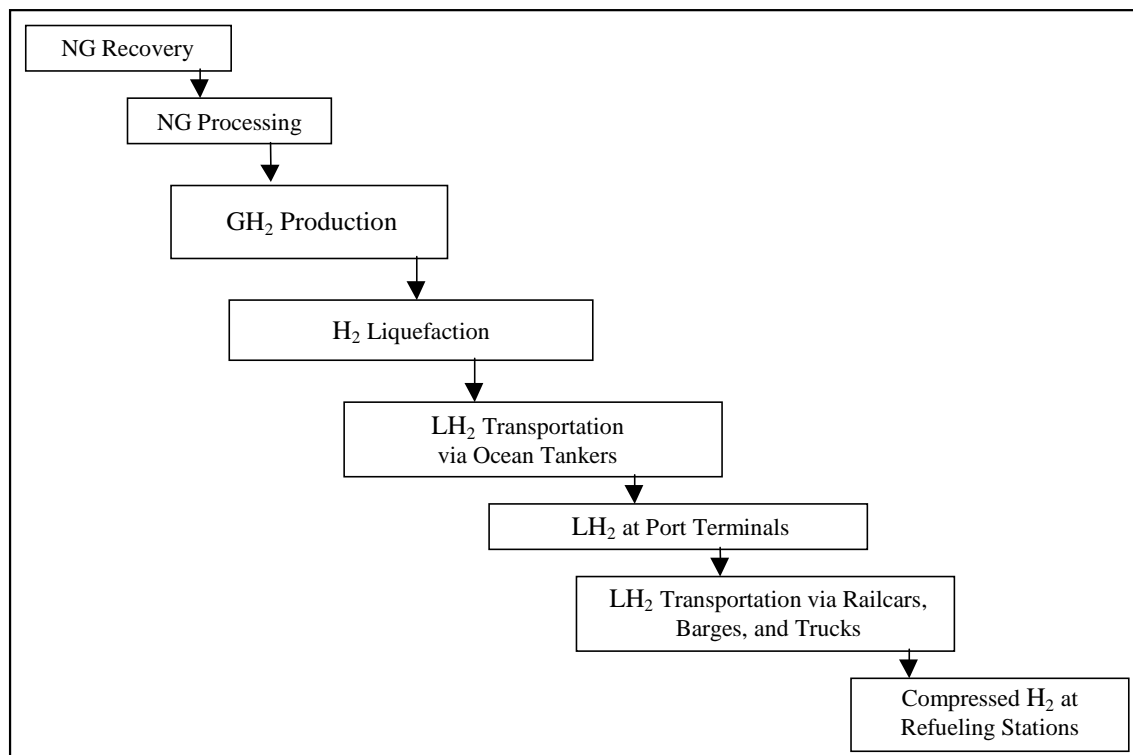 NG Recovery
NG Processing
GH₂ Production
H₂ Liquefaction
LH₂ Transportation
via Ocean Tankers
LH₂ at Port Terminals
LH₂ Transportation via Railcars,
Barges, and Trucks
Compressed H₂ at
Refueling Stations